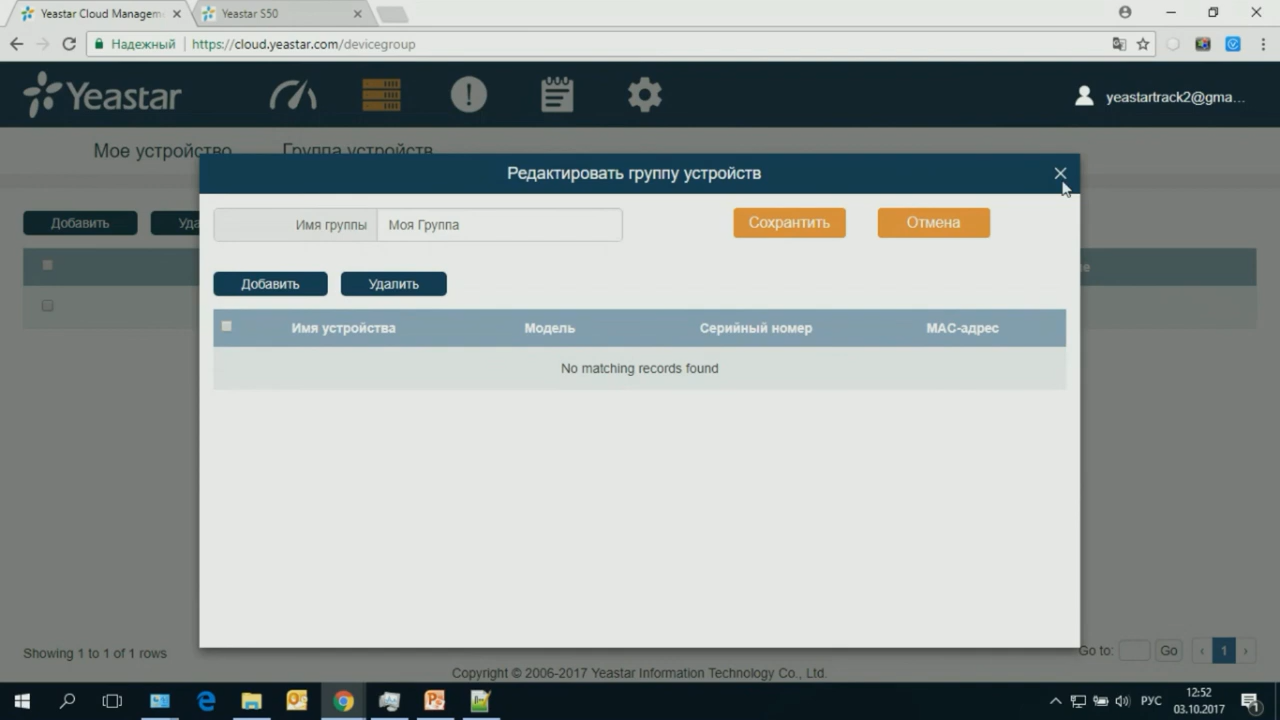 Yeastar Cloud Managem
Yeastar S50
Надежный
https://cloud.yeastar.com/devicegroup
Yeastar
yeastartrack2@gma...
Мое устройство
Группа устройств
Редактировать группу устройств
Имя группы
Моя Группа
Сохранить
Отмена
Добавить
Уда
Добавить
Удалить
Имя устройства
Модель
Серийный номер
MAC-адрес
No matching records found
Showing 1 to 1 of 1 rows
Go to:
Go
1
Copyright © 2006-2017 Yeastar Information Technology Co., Ltd.
РУС
12:52
03.10.2017